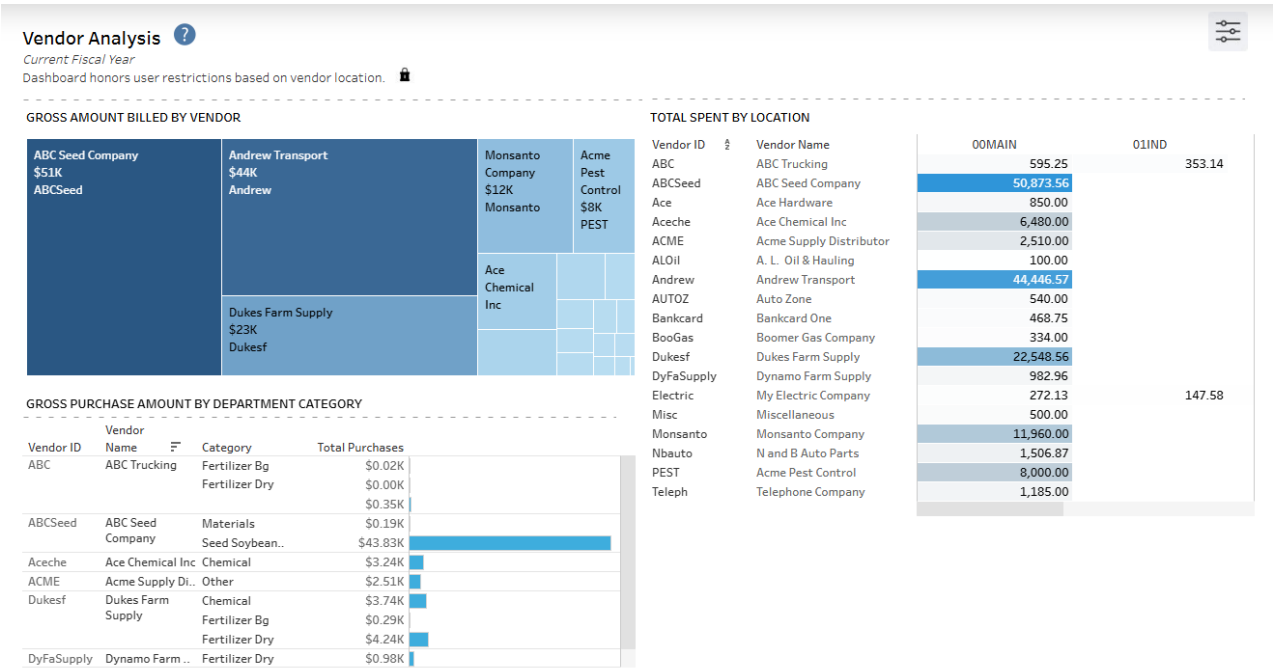 Vendor Analysis ?
Current Fiscal Year
Dashboard honors user restrictions based on vendor location.
GROSS AMOUNT BILLED BY VENDOR
ABC Seed Company
$51K
ABCSeed
Andrew Transport
$44K
Andrew
Dukes Farm Supply
$23K
Dukesf
Monsanto
Company
$12K
Monsanto
Acme
Pest
Control
$8K
PEST
Ace
Chemical
Inc
GROSS PURCHASE AMOUNT BY DEPARTMENT CATEGORY
Vendor ID Vendor Name Category Total Purchases
ABC ABC Trucking Fertilizer Bg $0.02K
Fertilizer Dry $0.00K
$0.35K
ABCSeed ABC Seed Company Materials $0.19K
Seed Soybean.. $43.83K
Aceche Ace Chemical Inc Chemical $3.24K
ACME Acme Supply Di.. Other $2.51K
Dukesf Dukes Farm Supply Chemical $3.74K
Fertilizer Bg $0.29K
Fertilizer Dry $4.24K
DyFaSupply Dynamo Farm .. Fertilizer Dry $0.98K
TOTAL SPENT BY LOCATION
Vendor ID Vendor Name 00MAIN 01IND
ABC ABC Trucking 595.25 353.14
ABCSeed ABC Seed Company 50,873.56
Ace Ace Hardware 850.00
Aceche Ace Chemical Inc 6,480.00
ACME Acme Supply Distributor 2,510.00
ALOil A. L. Oil & Hauling 100.00
Andrew Andrew Transport 44,446.57
AUTOZ Auto Zone 540.00
Bankcard Bankcard One 468.75
BooGas Boomer Gas Company 334.00
Dukesf Dukes Farm Supply 22,548.56
DyFaSupply Dynamo Farm Supply 982.96
Electric My Electric Company 272.13 147.58
Misc Miscellaneous 500.00
Monsanto Monsanto Company 11,960.00
Nbauto N and B Auto Parts 1,506.87
PEST Acme Pest Control 8,000.00
Teleph Telephone Company 1,185.00